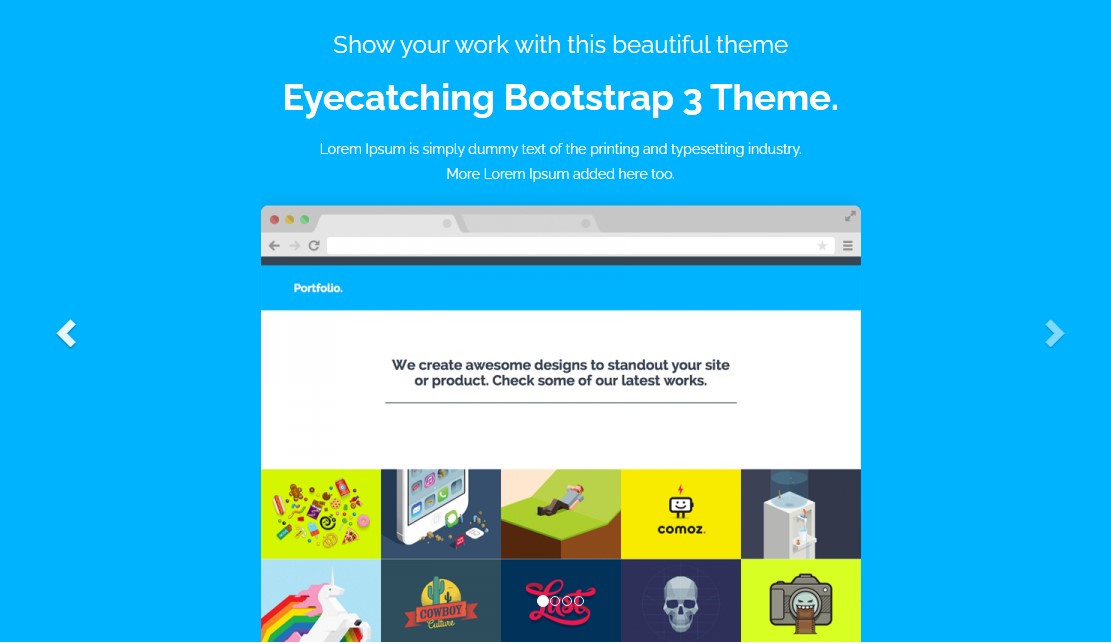 Show your work with this beautiful theme
Eyecatching Bootstrap 3 Theme.
Lorem Ipsum is simply dummy text of the printing and typesetting industry.
More Lorem Ipsum added here too.
Portfolio.
We create awesome designs to standout your site
or product. Check some of our latest works.
comoz.
COWBOY
Culture
Lust